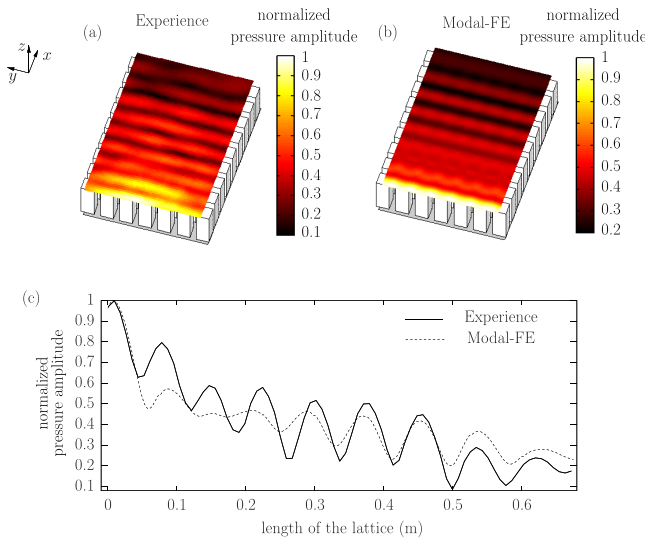 (a)
Experience
normalized
pressure amplitude
(b)
Modal-FE
normalized
pressure amplitude
z
x
y
1
0.9
0.8
0.7
0.6
0.5
0.4
0.3
0.2
0.1
1
0.9
0.8
0.7
0.6
0.5
0.4
0.3
0.2
(c)
normalized
pressure amplitude
1
0.9
0.8
0.7
0.6
0.5
0.4
0.3
0.2
0.1
Experience
Modal-FE
0 0.1 0.2 0.3 0.4 0.5 0.6
length of the lattice (m)